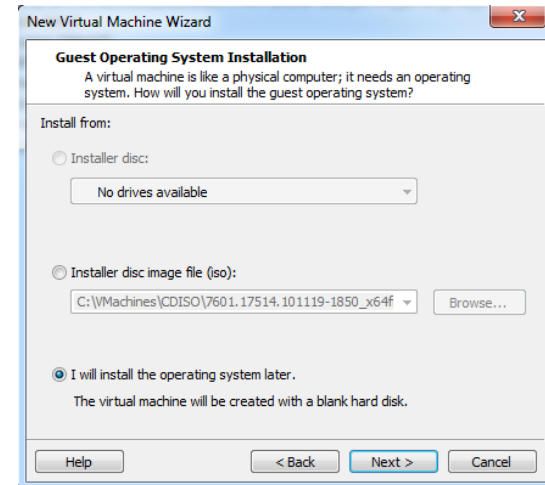 New Virtual Machine Wizard
Guest Operating System Installation
A virtual machine is like a physical computer; it needs an operating
system. How will you install the guest operating system?
Install from:
Installer disc:
No drives available
Installer disc image file (iso):
C:\VMachines\CDISO\7601.17514.101119-1850_x64f
Browse...
I will install the operating system later.
The virtual machine will be created with a blank hard disk.
Help
< Back
Next >
Cancel